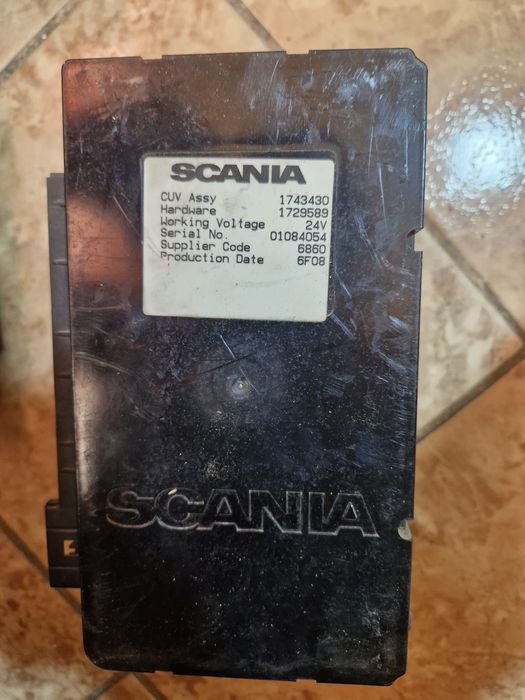 SCANIA
CUV Assy 1743430
Hardware 1729589
Working Voltage 24V
Serial No. 01084054
Supplier Code 6860
Production Date 6F08
SCANIA